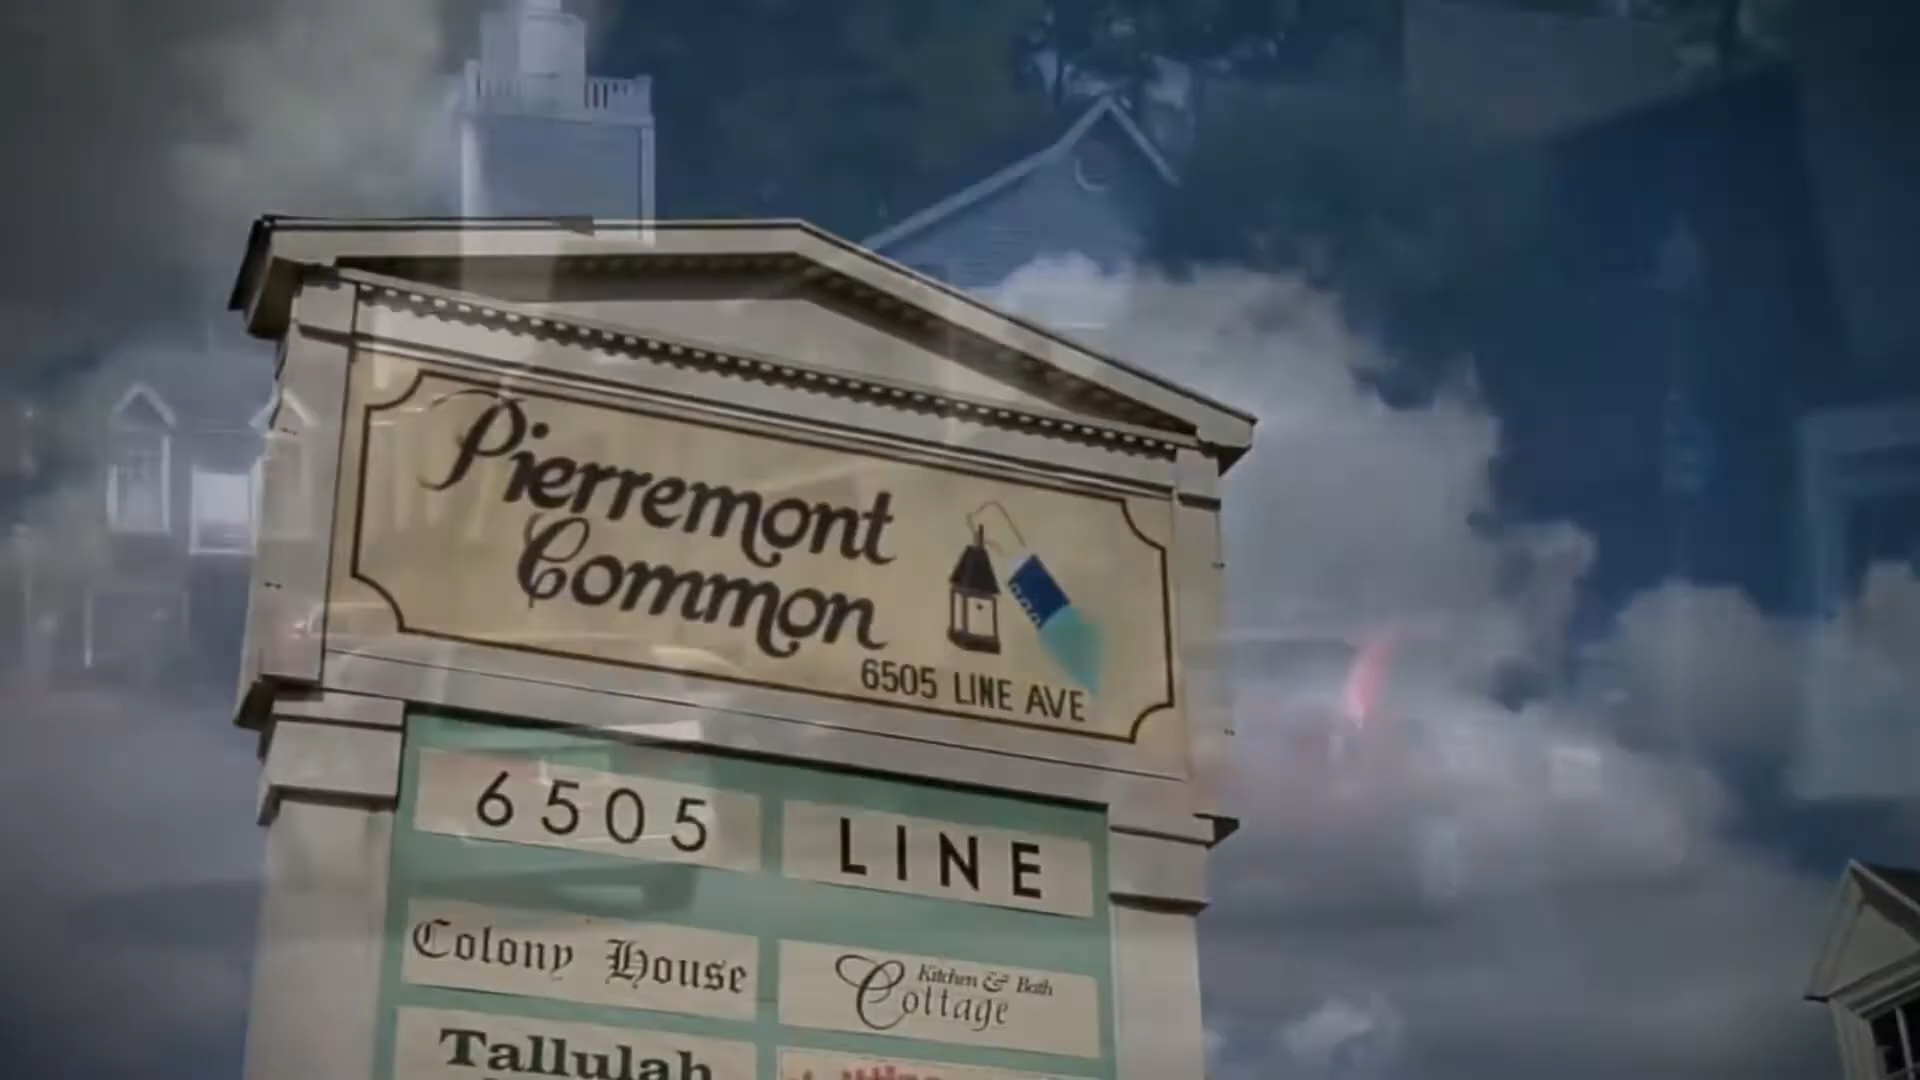 Pierremont
Common
6505 LINE AVE
6505 LINE
Colony House
Kitchen & Bath
Cottage
Tallulah